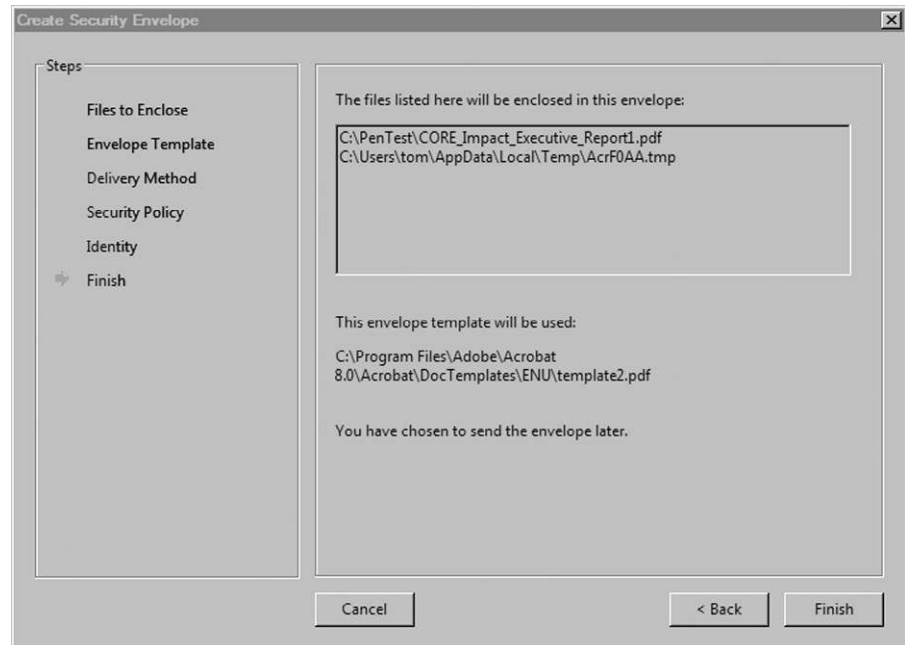 Create Security Envelope
Steps
Files to Enclose
Envelope Template
Delivery Method
Security Policy
Identity
Finish
The files listed here will be enclosed in this envelope:
C:\PenTest\CORE_Impact_Executive_Report1.pdf
C:\Users\tom\AppData\Local\Temp\AcrF0AA.tmp
This envelope template will be used:
C:\Program Files\Adobe\Acrobat
8.0\Acrobat\DocTemplates\ENU\template2.pdf
You have chosen to send the envelope later.
Cancel
< Back
Finish